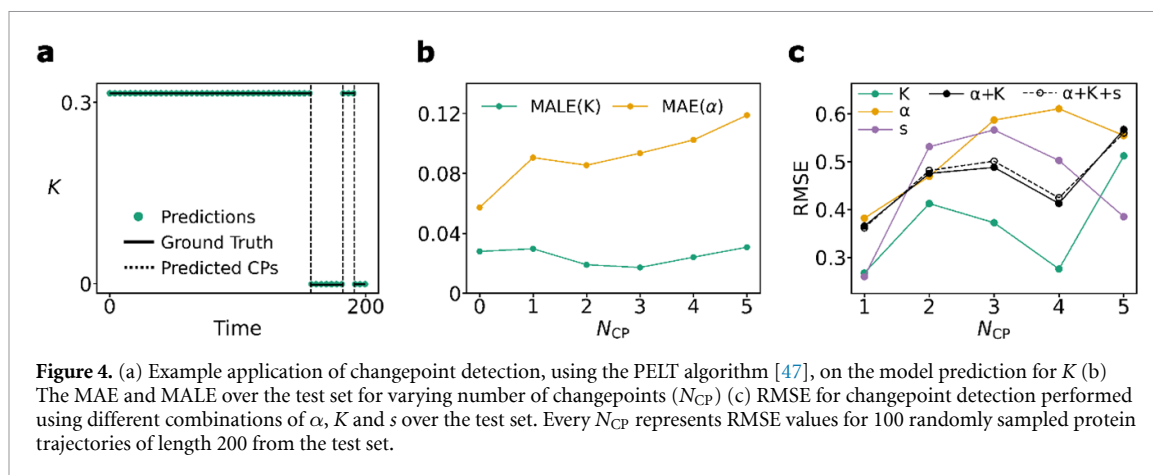 a
0.3
K
0
Predictions
Ground Truth
Predicted CPs
0
200
Time
b
0.12
0.08
0.04
0
MALE(K)
MAE(α)
0
1
2
3
4
5
N_CP
c
K
α
s
α+K
α+K+s
RMSE
0.6
0.5
0.4
0.3
1
2
3
4
5
N_CP
Figure 4. (a) Example application of changepoint detection, using the PELT algorithm [47], on the model prediction for K (b)
The MAE and MALE over the test set for varying number of changepoints (N_CP) (c) RMSE for changepoint detection performed
using different combinations of α, K and s over the test set. Every N_CP represents RMSE values for 100 randomly sampled protein
trajectories of length 200 from the test set.